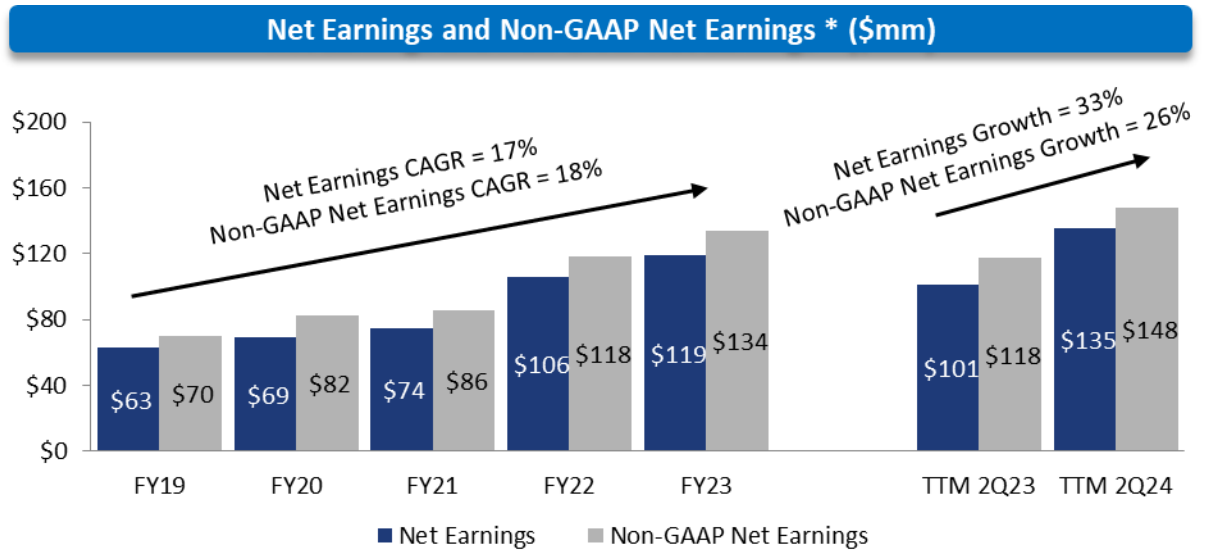 Net Earnings and Non-GAAP Net Earnings * ($mm)
$200
$160
$120
$80
$40
$0
Net Earnings CAGR = 17%
Non-GAAP Net Earnings CAGR = 18%
Net Earnings Growth = 33%
Non-GAAP Net Earnings Growth = 26%
$63 $70 $69 $82 $74 $86 $106 $118 $119 $134 $101 $118 $135 $148
FY19 FY20 FY21 FY22 FY23 TTM 2Q23 TTM 2Q24
Net Earnings Non-GAAP Net Earnings